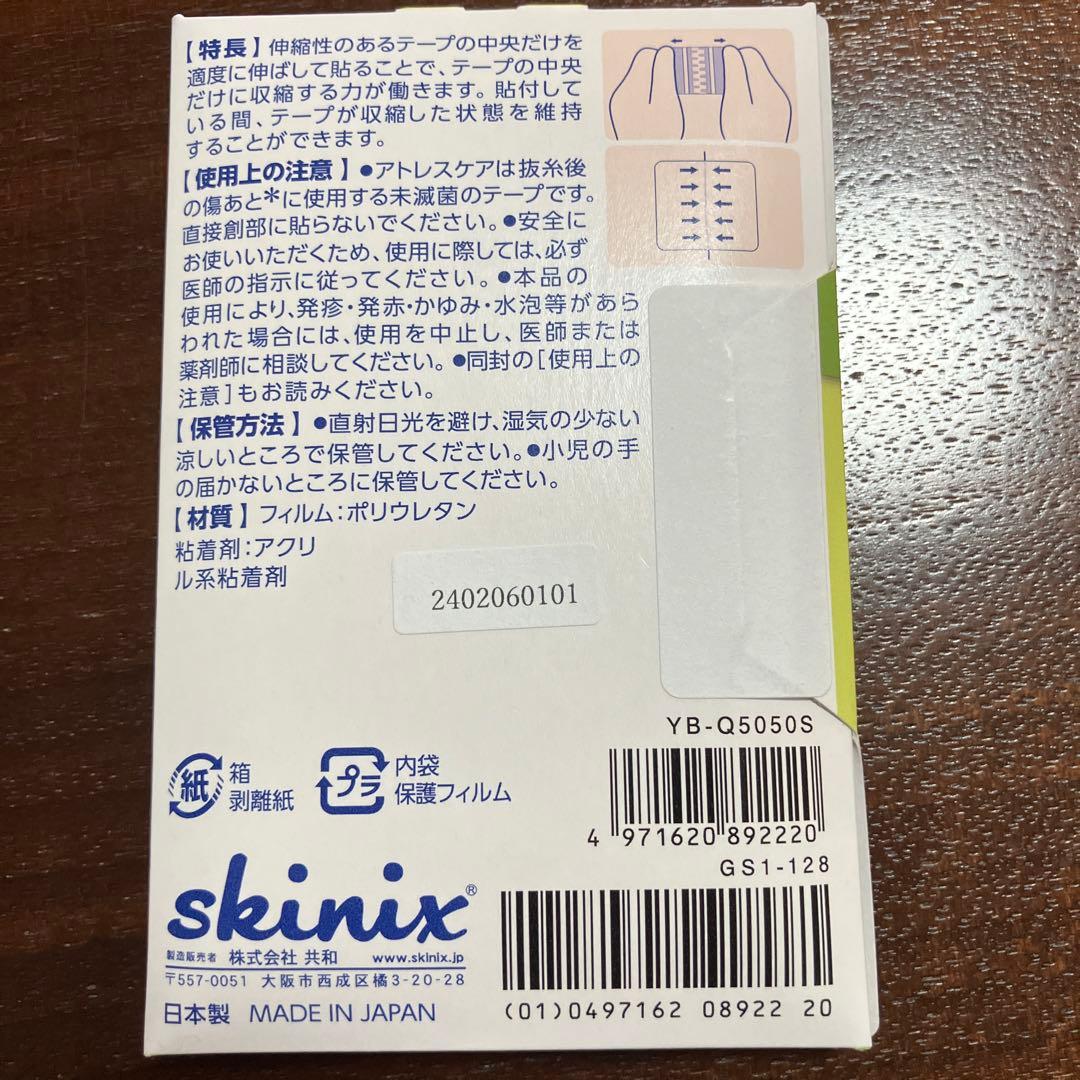 【特長】伸縮性のあるテープの中央だけを
適度に伸ばして貼ることで、テープの中央
だけに収縮する力が働きます。貼付して
いる間、テープが収縮した状態を維持
することができます。
【使用上の注意】●アトレスケアは抜糸後
の傷あと*に使用する未滅菌のテープです。
直接創部に貼らないでください。●安全に
お使いいただくため、使用に際しては、必ず
医師の指示に従ってください。●本品の
使用により、発疹・発赤・かゆみ・水泡等があら
われた場合には、使用を中止し、医師または
薬剤師に相談してください。●同封の[使用上の
注意]もお読みください。
【保管方法】●直射日光を避け、湿気の少ない
涼しいところで保管してください。●小児の手
の届かないところに保管してください。
【材質】フィルム：ポリウレタン
粘着剤：アクリ
ル系粘着剤
2402060101
YB-Q5050S
紙 箱
剥離紙
プラ 内袋
保護フィルム
4 971620 892220
GS1-128
skinix®
製造販売者 株式会社 共和 www.skinix.jp
〒557-0051 大阪市西成区橘3-20-28
日本製 MADE IN JAPAN
(01)0497162 08922 20